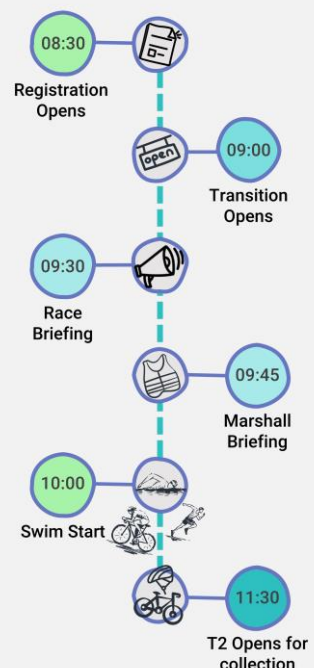 08:30
Registration
Opens
open
09:00
Transition
Opens
09:30
Race
Briefing
09:45
Marshall
Briefing
10:00
Swim Start
11:30
T2 Opens for
collection